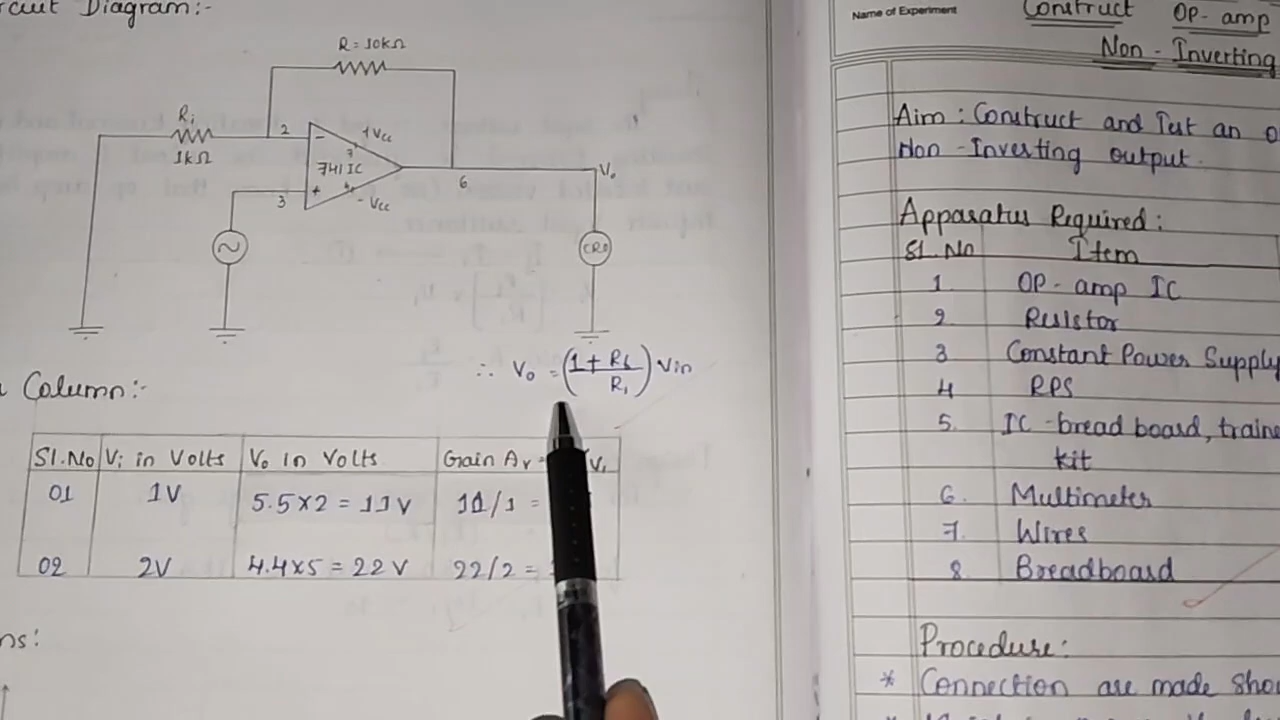 rcuit Diagram:-
R = 10kΩ
Ri
1kΩ
2
-
+Vcc
7
741 IC
+
4
-Vcc
3
6
Vo
CRO
∴ Vo = (1 + Rf / R1) Vin
Column:-
Sl.No Vi in Volts Vo in Volts Gain Av
01 1V 5.5 x 2 = 11V 11/1 =
02 2V 4.4 x 5 = 22V 22/2 =
ns:
Name of Experiment
Construct OP-amp
Non - Inverting
Aim : Construct and Test an
Non - Inverting output.
Apparatus Required :
Sl. No Item
1. OP - amp IC
2. Resistor
3 Constant Power Supply
4 RPS
5. IC - bread board, traine
kit
6. Multimeter
7. Wires
8. Breadboard
Procedure:
* Connection are made Sho
*